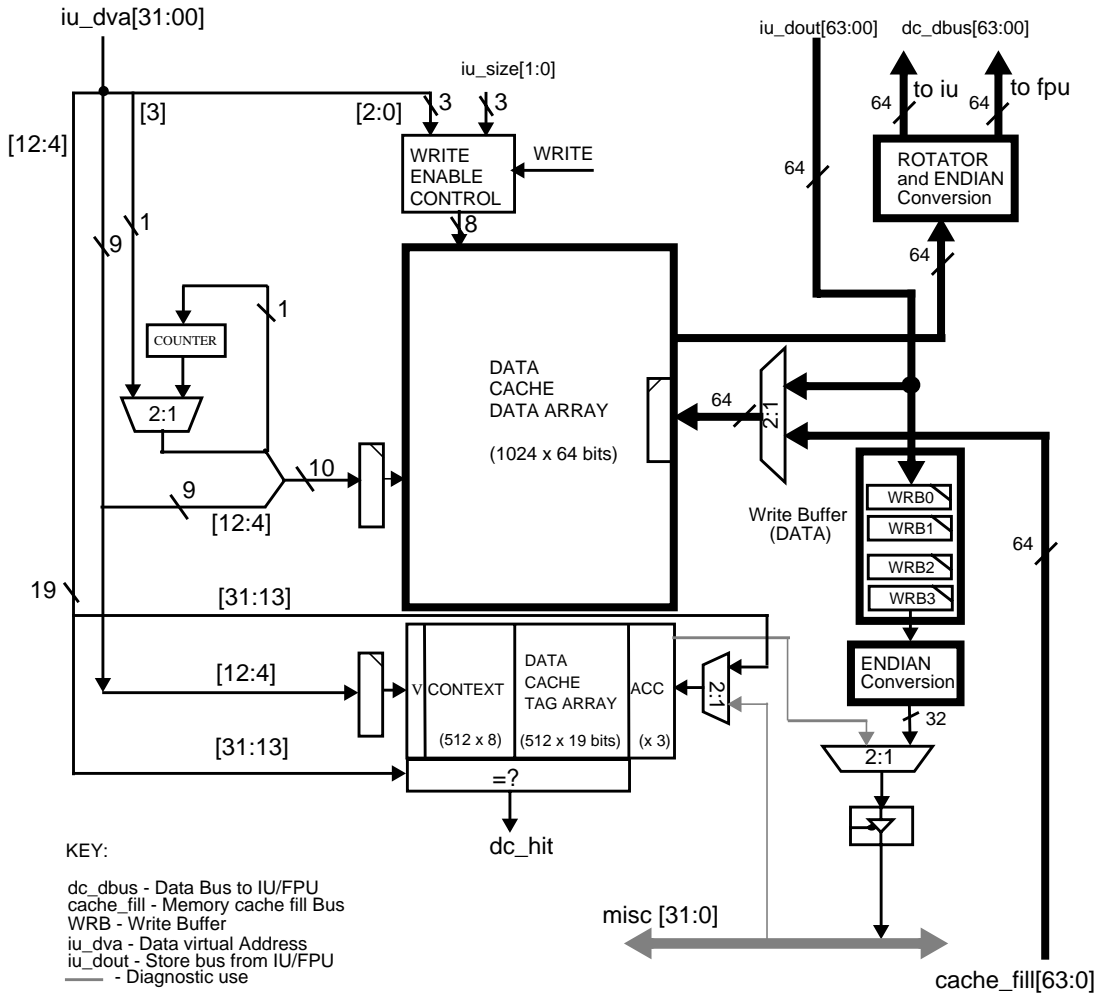 iu_dva[31:00]
iu_dout[63:00]
dc_dbus[63:00]
iu_size[1:0]
to iu
to fpu
[3]
[2:0]
3
3
64
64
[12:4]
WRITE
ENABLE
CONTROL
WRITE
ROTATOR
and ENDIAN
Conversion
64
1
8
9
64
1
COUNTER
2:1
DATA
CACHE
DATA ARRAY
(1024 x 64 bits)
64
2:1
10
9
[12:4]
Write Buffer
(DATA)
WRB0
WRB1
WRB2
WRB3
64
19
[31:13]
[12:4]
V
CONTEXT
(512 x 8)
DATA
CACHE
TAG ARRAY
(512 x 19 bits)
ACC
(x 3)
2:1
ENDIAN
Conversion
32
[31:13]
=?
2:1
dc_hit
KEY:
dc_dbus - Data Bus to IU/FPU
cache_fill - Memory cache fill Bus
WRB - Write Buffer
iu_dva - Data virtual Address
iu_dout - Store bus from IU/FPU
- Diagnostic use
misc [31:0]
cache_fill[63:0]